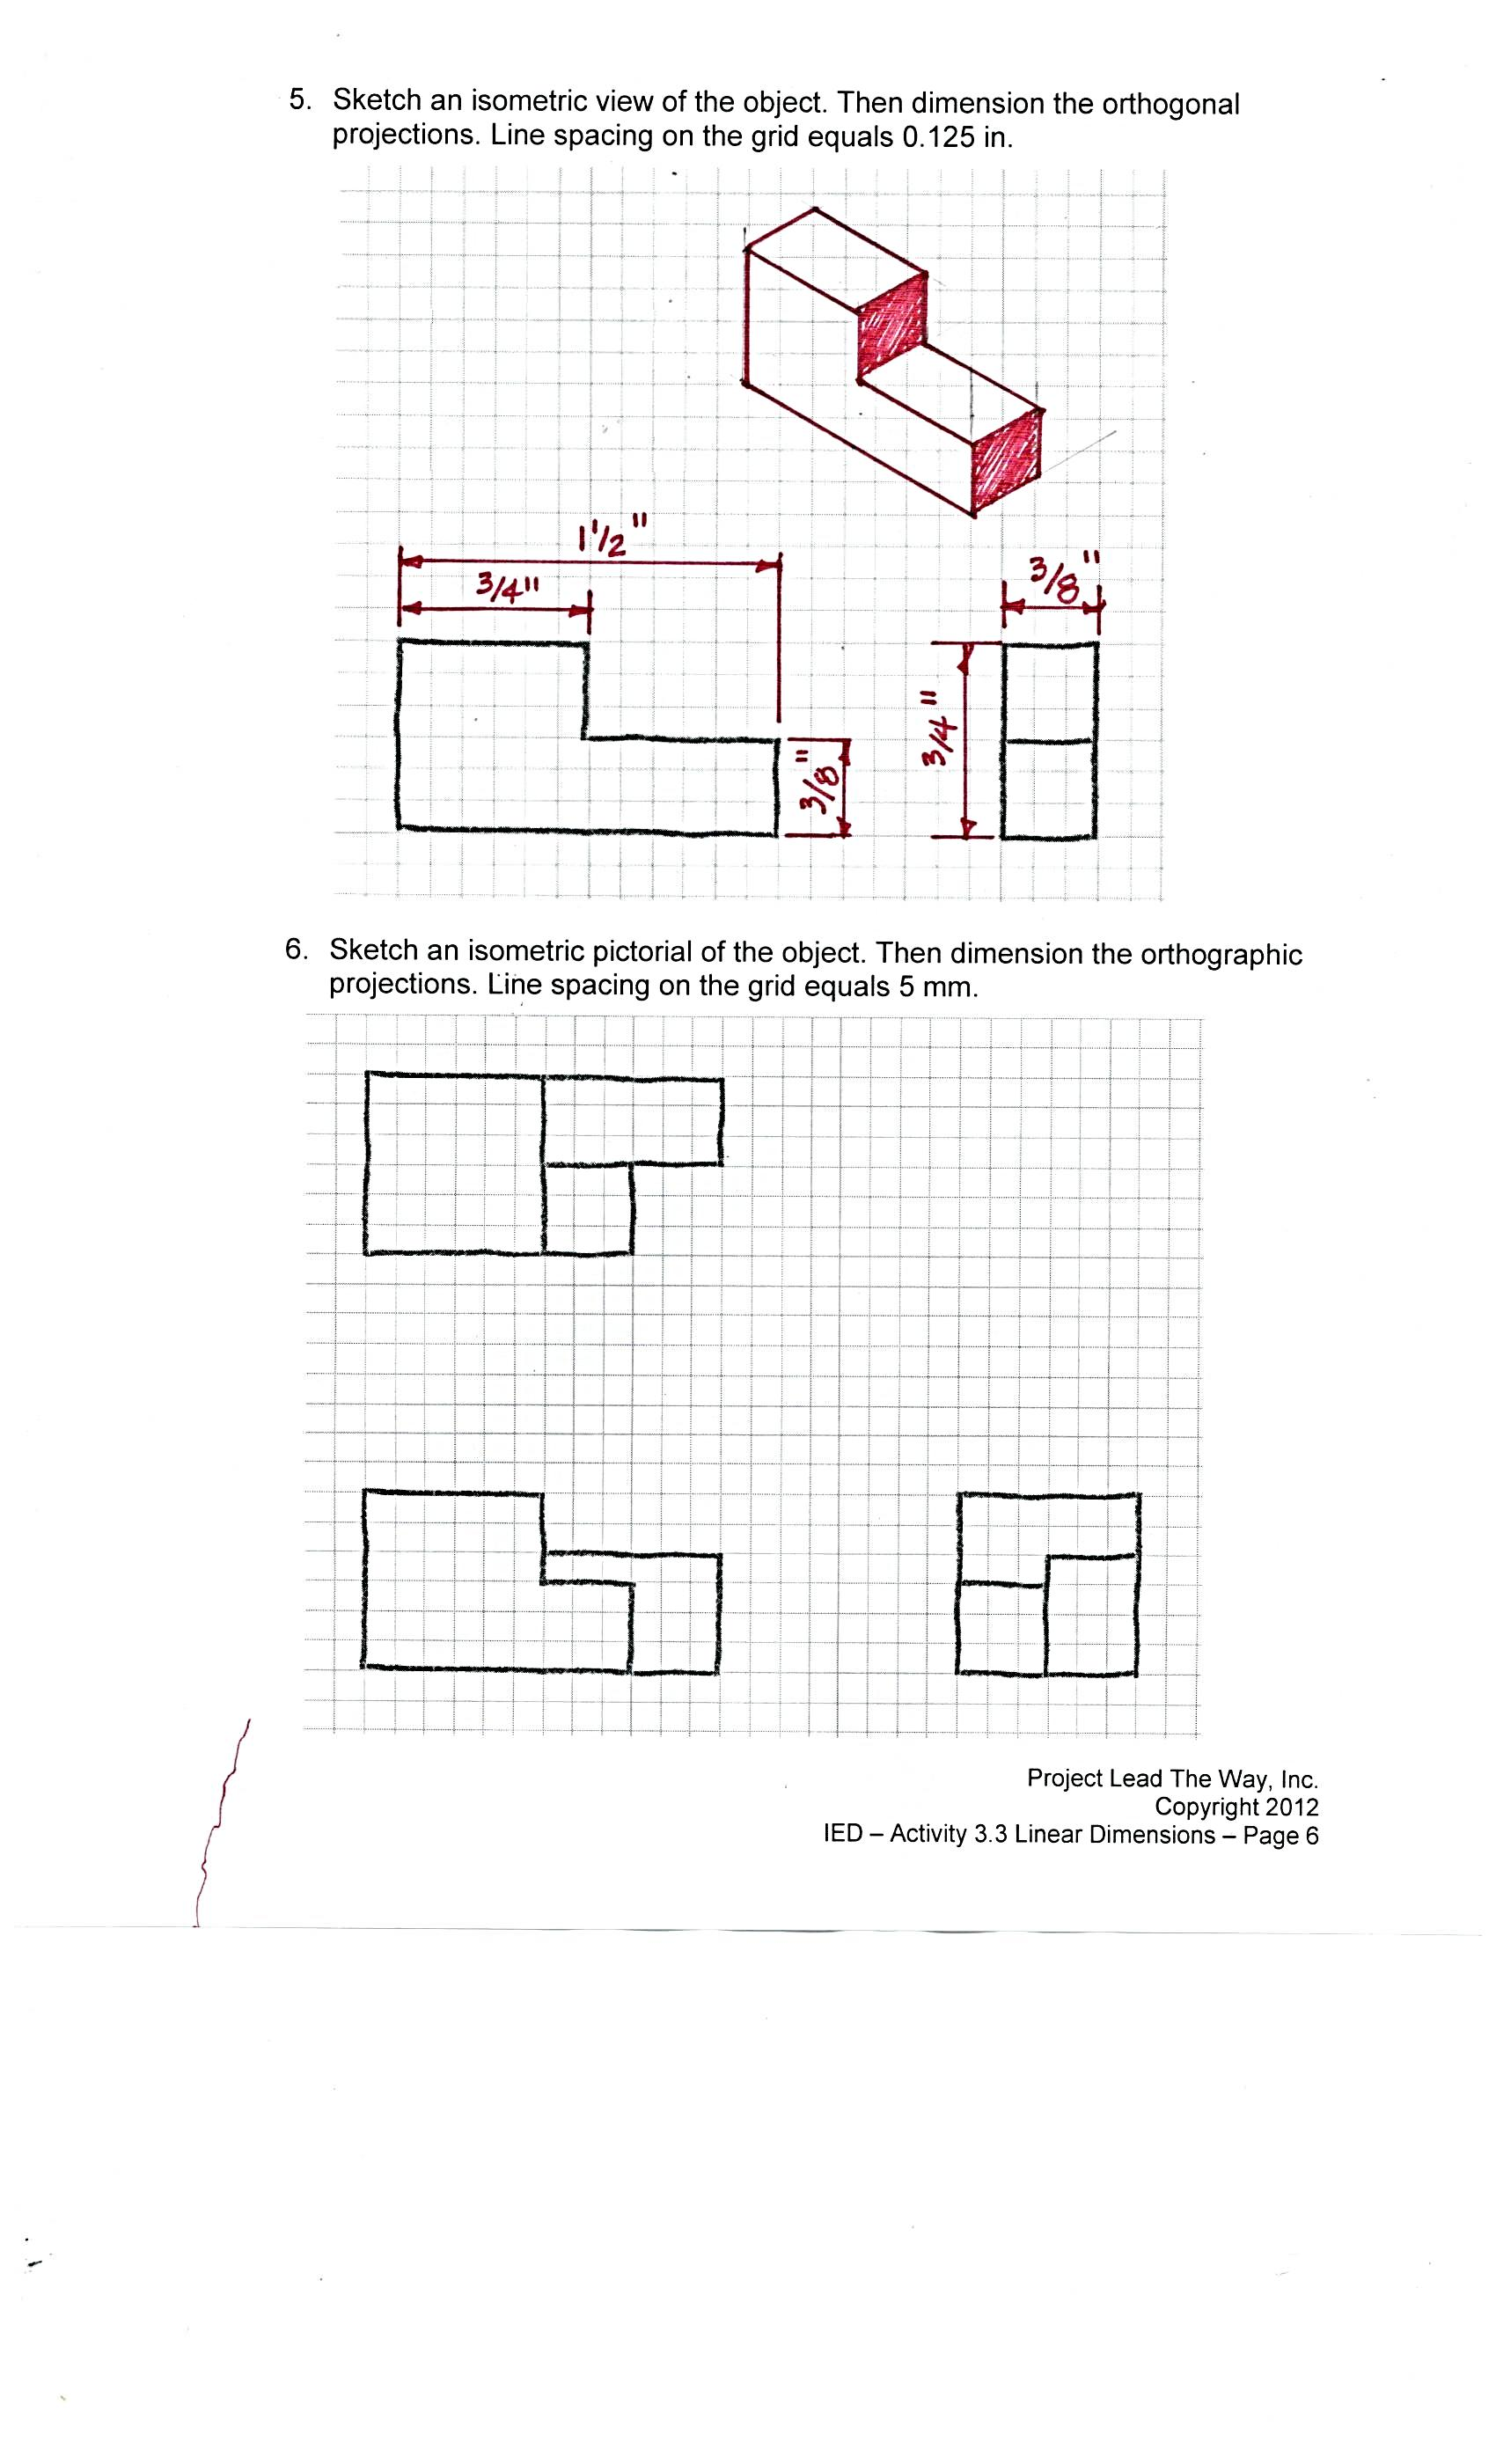 5. Sketch an isometric view of the object. Then dimension the orthogonal
projections. Line spacing on the grid equals 0.125 in.
1 1/2"
3/4"
3/8"
3/4"
3/8"
6. Sketch an isometric pictorial of the object. Then dimension the orthographic
projections. Line spacing on the grid equals 5 mm.
Project Lead The Way, Inc.
Copyright 2012
IED – Activity 3.3 Linear Dimensions – Page 6